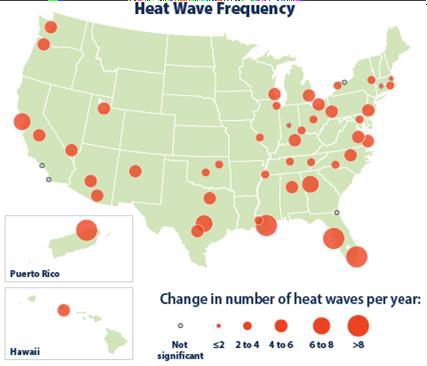 Heat Wave Frequency
Puerto Rico
Hawaii
Change in number of heat waves per year:
Not significant
≤2
2 to 4
4 to 6
6 to 8
>8